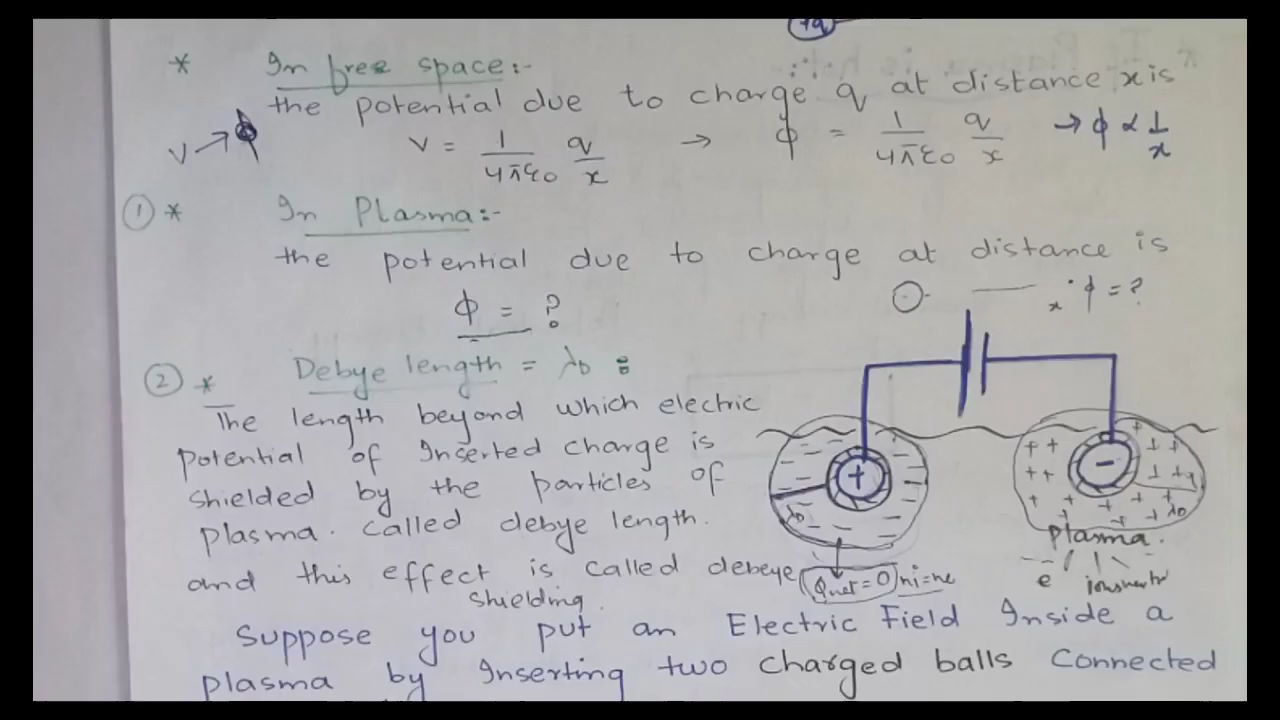 19
* In free space:-
the potential due to charge q at distance x is
V → ϕ
V = 1/4πε₀ q/x → ϕ = 1/4πε₀ q/x → ϕ ∝ 1/x
① * In Plasma:-
the potential due to charge at distance is
ϕ = ?
x ϕ = ?
② * Debye length = λD :
The length beyond which electric
potential of Inserted charge is
shielded by the particles of
plasma. called debye length.
and this effect is called debeye
shielding.
+
λD
Qnet = 0 ni=ne
−
λD
plasma.
e
Suppose you put an Electric Field Inside a
plasma by Inserting two charged balls Connected